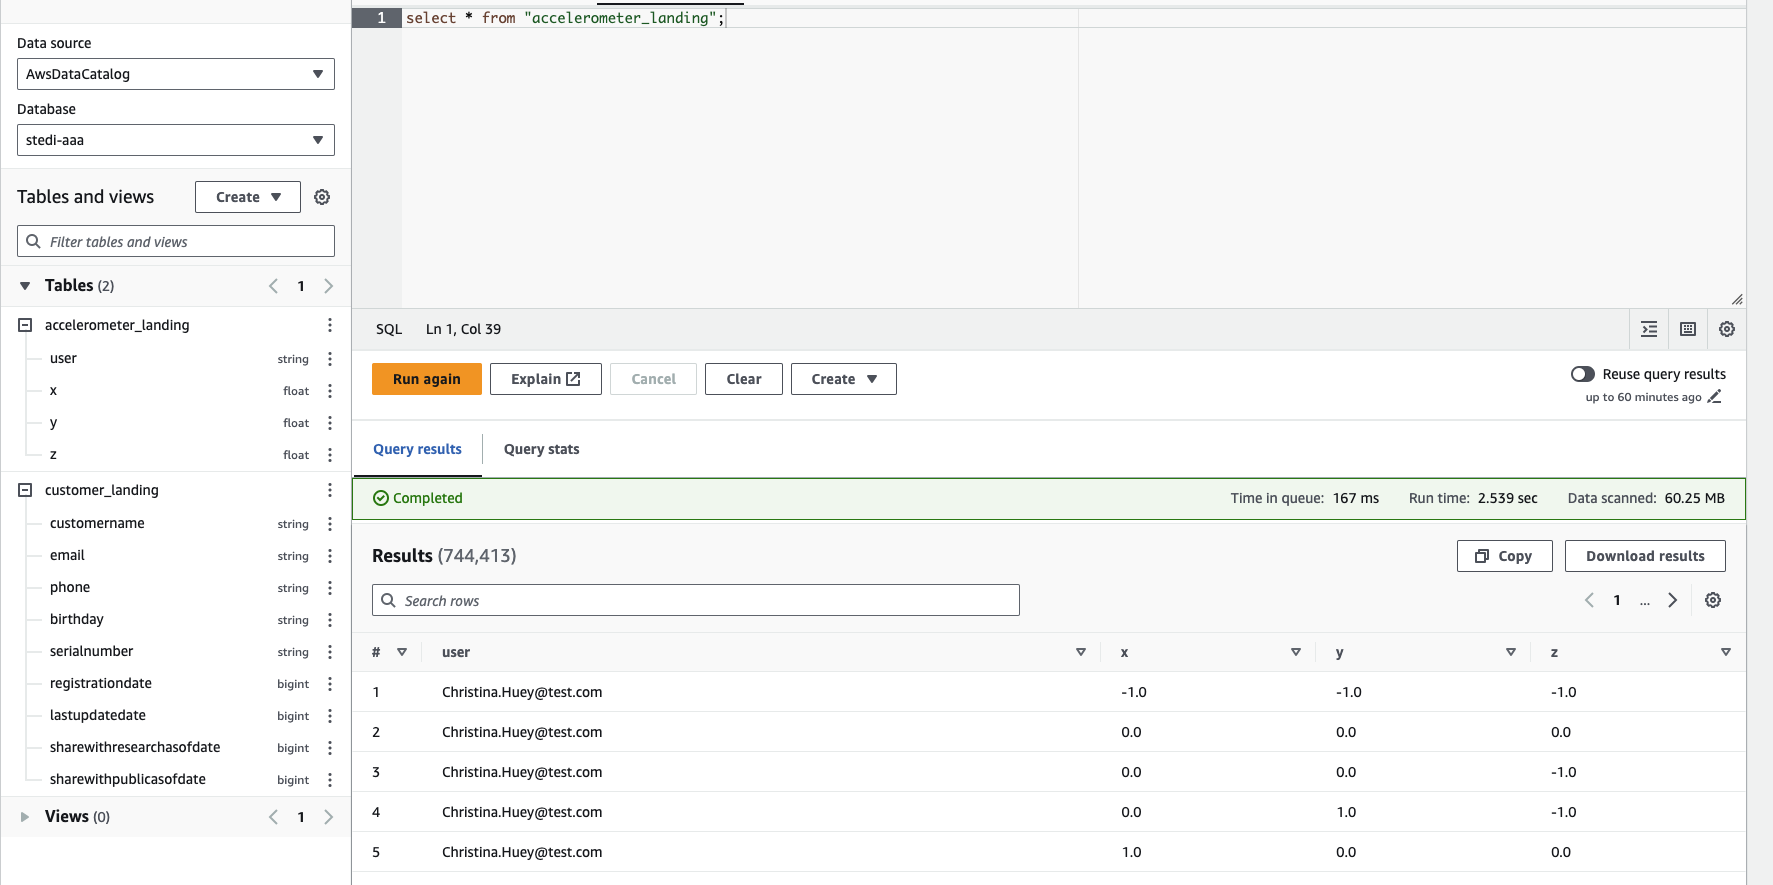 1 select * from "accelerometer_landing";
Data source
AwsDataCatalog
Database
stedi-aaa
Tables and views Create
Filter tables and views
Tables (2) 1
accelerometer_landing
user string
x float
y float
z float
customer_landing
customername string
email string
phone string
birthday string
serialnumber string
registrationdate bigint
lastupdatedate bigint
sharewithresearchasofdate bigint
sharewithpublicasofdate bigint
Views (0) 1
SQL Ln 1, Col 39
Run again Explain Cancel Clear Create
Reuse query results
up to 60 minutes ago
Query results Query stats
Completed Time in queue: 167 ms Run time: 2.539 sec Data scanned: 60.25 MB
Results (744,413) Copy Download results
Search rows 1 ...
# user x y z
1 Christina.Huey@test.com -1.0 -1.0 -1.0
2 Christina.Huey@test.com 0.0 0.0 0.0
3 Christina.Huey@test.com 0.0 0.0 -1.0
4 Christina.Huey@test.com 0.0 1.0 -1.0
5 Christina.Huey@test.com 1.0 0.0 0.0